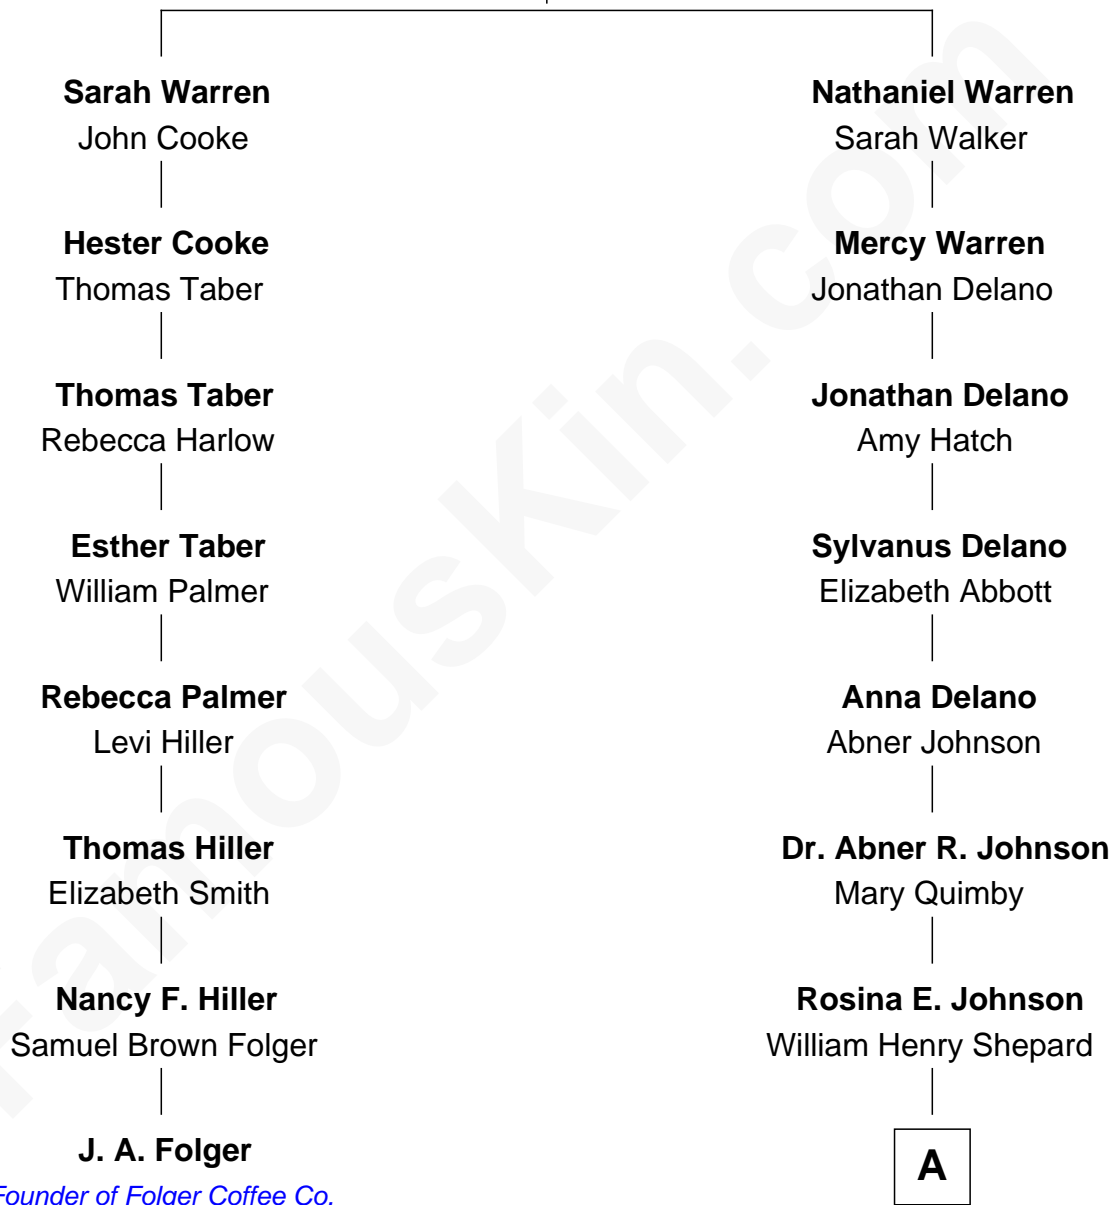 Sarah Warren
John Cooke
Hester Cooke
Thomas Taber
Thomas Taber
Rebecca Harlow
Esther Taber
William Palmer
Rebecca Palmer
Levi Hiller
Thomas Hiller
Elizabeth Smith
Nancy F. Hiller
Samuel Brown Folger
J. A. Folger
Founder of Folger Coffee Co.
Nathaniel Warren
Sarah Walker
Mercy Warren
Jonathan Delano
Jonathan Delano
Amy Hatch
Sylvanus Delano
Elizabeth Abbott
Anna Delano
Abner Johnson
Dr. Abner R. Johnson
Mary Quimby
Rosina E. Johnson
William Henry Shepard
A
FamousKin.com